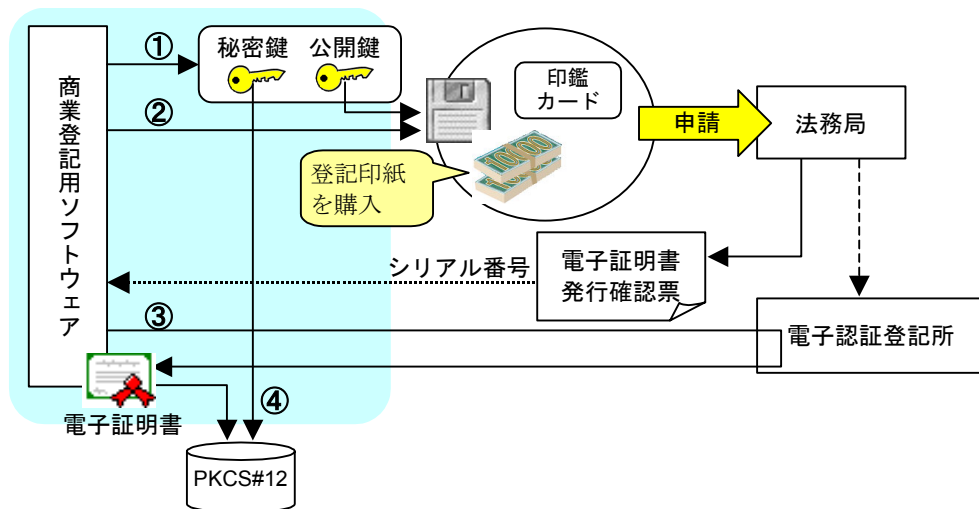 商業登記用ソフトウェア
①
秘密鍵
公開鍵
②
印鑑
カード
申請
法務局
登記印紙
を購入
シリアル番号
電子証明書
発行確認票
③
電子認証登記所
電子証明書
④
PKCS#12